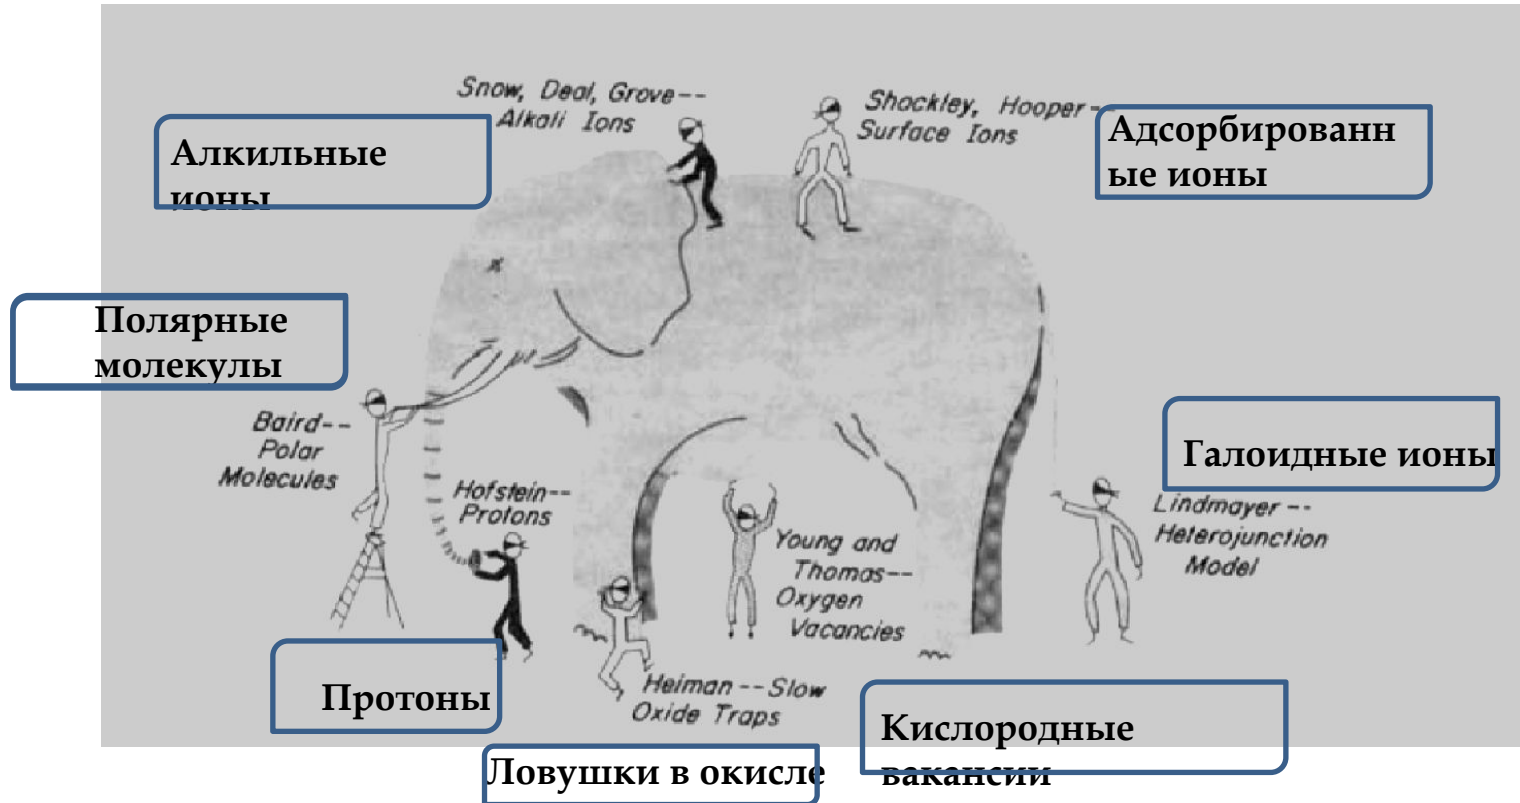 Snow, Deal, Grove--
Alkali Ions
Shockley, Hooper--
Surface Ions
Алкильные
ионы
Адсорбированн
ые ионы
Полярные
молекулы
Baird--
Polar
Molecules
Галоидные ионы
Hofstein--
Protons
Lindmayer--
Heterojunction
Model
Young and
Thomas--
Oxygen
Vacancies
Протоны
Heiman--Slow
Oxide Traps
Кислородные
вакансии
Ловушки в окисле